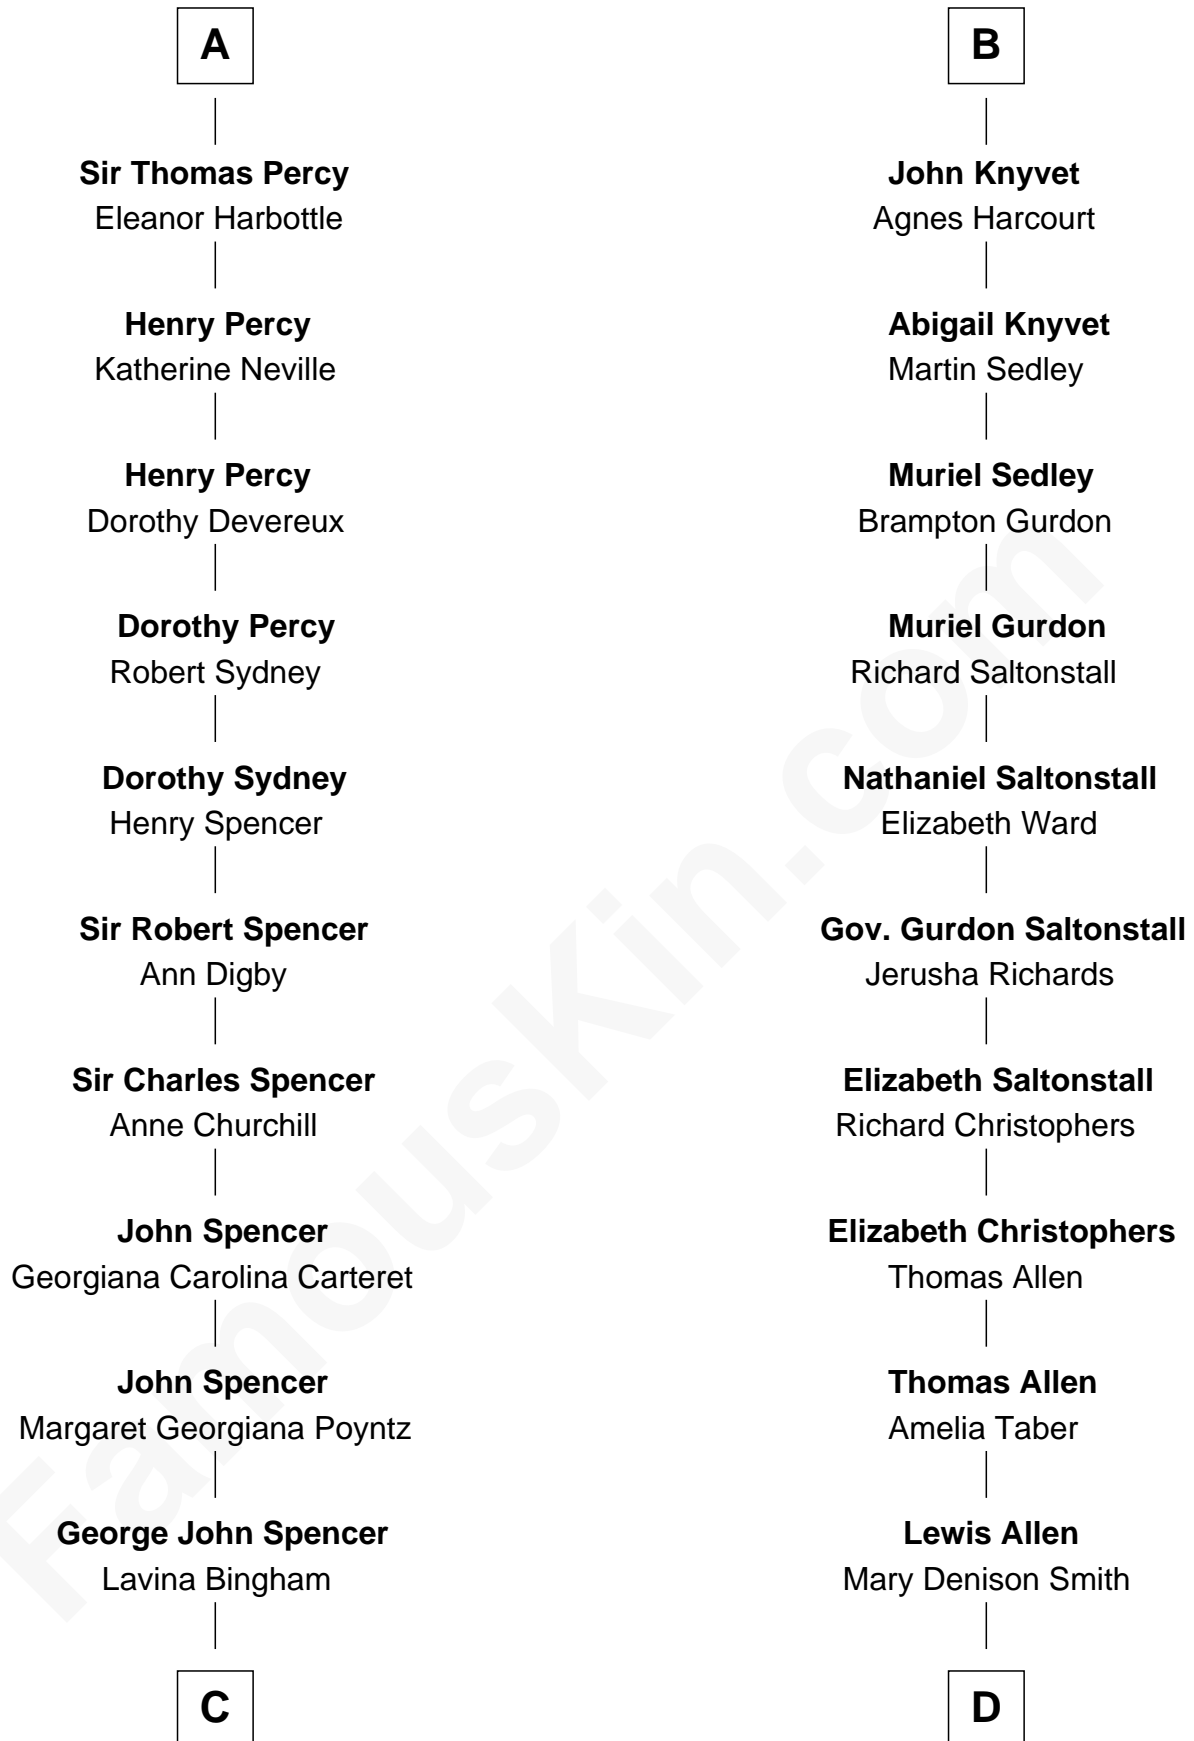 A
Sir Thomas Percy
Eleanor Harbottle
Henry Percy
Katherine Neville
Henry Percy
Dorothy Devereux
Dorothy Percy
Robert Sydney
Dorothy Sydney
Henry Spencer
Sir Robert Spencer
Ann Digby
Sir Charles Spencer
Anne Churchill
John Spencer
Georgiana Carolina Carteret
John Spencer
Margaret Georgiana Poyntz
George John Spencer
Lavina Bingham
C
B
John Knyvet
Agnes Harcourt
Abigail Knyvet
Martin Sedley
Muriel Sedley
Brampton Gurdon
Muriel Gurdon
Richard Saltonstall
Nathaniel Saltonstall
Elizabeth Ward
Gov. Gurdon Saltonstall
Jerusha Richards
Elizabeth Saltonstall
Richard Christophers
Elizabeth Christophers
Thomas Allen
Thomas Allen
Amelia Taber
Lewis Allen
Mary Denison Smith
D
FamousKin.com